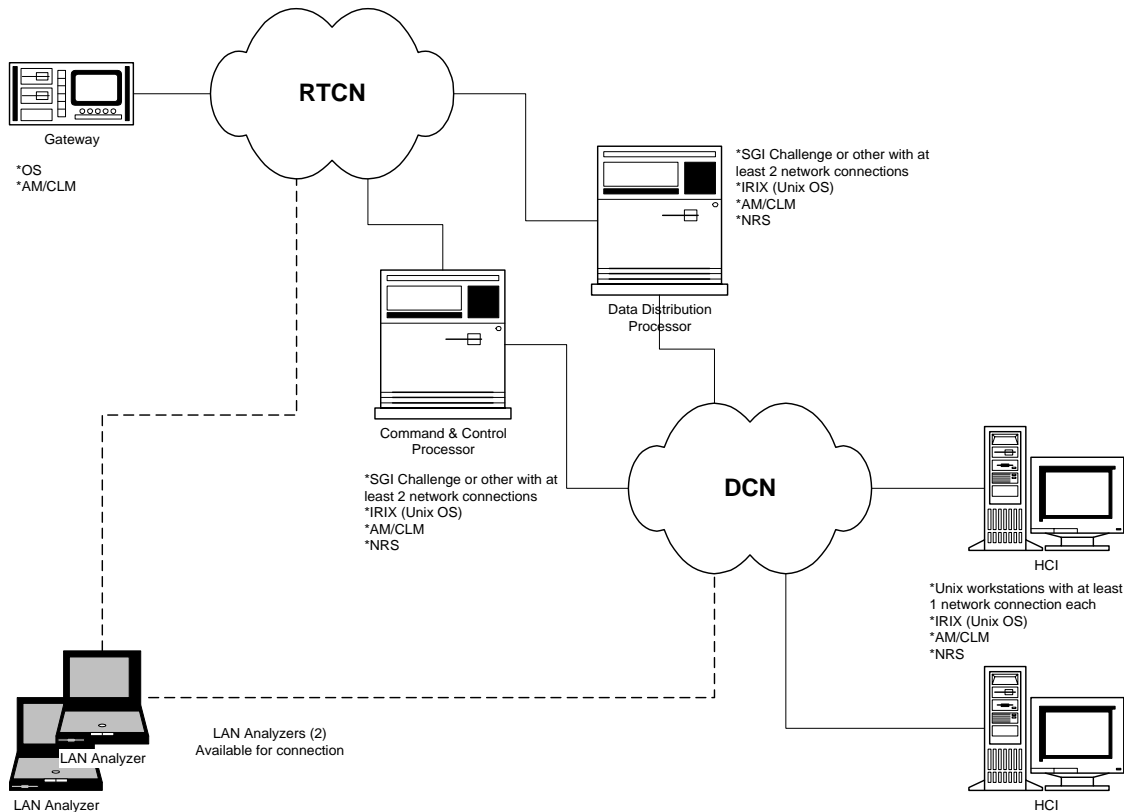 RTCN
Gateway
*OS
*AM/CLM
*SGI Challenge or other with at
least 2 network connections
*IRIX (Unix OS)
*AM/CLM
*NRS
Data Distribution
Processor
Command & Control
Processor
*SGI Challenge or other with at
least 2 network connections
*IRIX (Unix OS)
*AM/CLM
*NRS
DCN
HCI
*Unix workstations with at least
1 network connection each
*IRIX (Unix OS)
*AM/CLM
*NRS
LAN Analyzers (2)
Available for connection
LAN Analyzer
LAN Analyzer
HCI